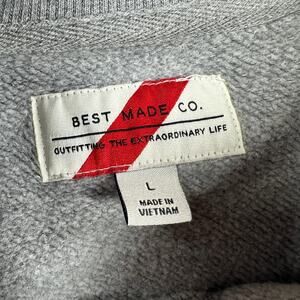 BEST MADE CO.
OUTFITTING THE EXTRAORDINARY LIFE
L
MADE IN
VIETNAM